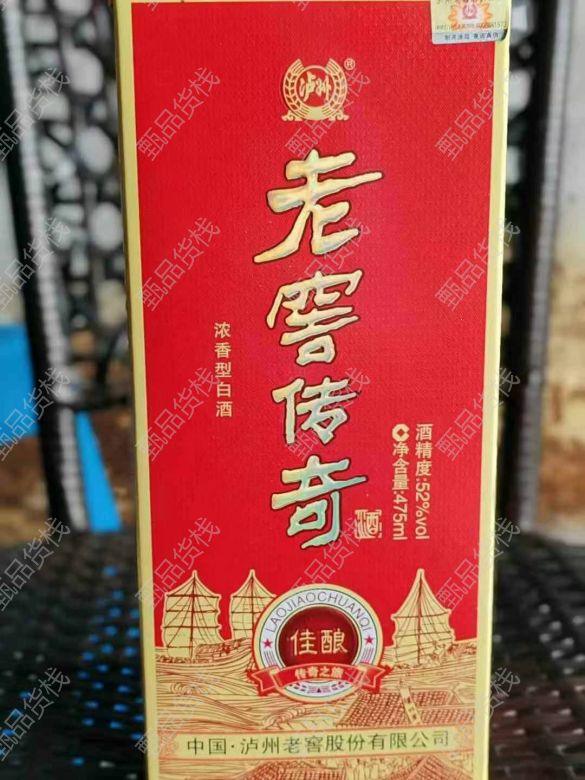 泸州
®
老窖传奇
酒
浓香型白酒
酒精度:52%vol
净含量:475ml
LAOJIAOCHUANQI
佳酿
传奇之旅
中国·泸州老窖股份有限公司
甄品货栈